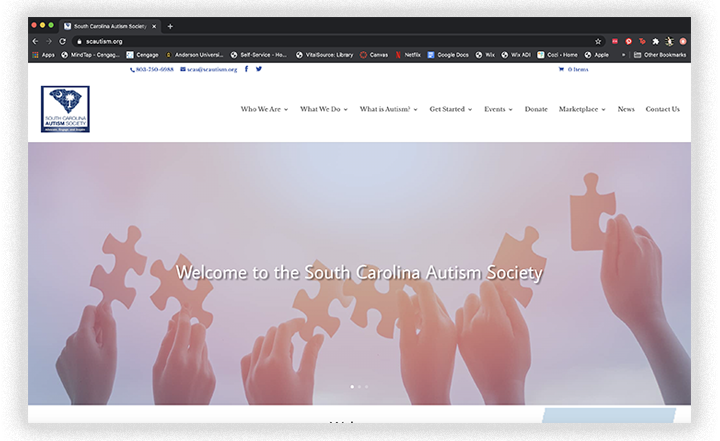 South Carolina Autism Society
scautism.org
Apps MindTap - Cengag... Cengage Anderson Universi... Self-Service - Ho... VitalSource: Library Canvas Netflix Google Docs Wix Wix ADI Cozi - Home Apple » Other Bookmarks
803-750-6988 scas@scautism.org 0 Items
SOUTH CAROLINA
AUTISM SOCIETY
Who We Are What We Do What is Autism? Get Started Events Donate Marketplace News Contact Us
Welcome to the South Carolina Autism Society